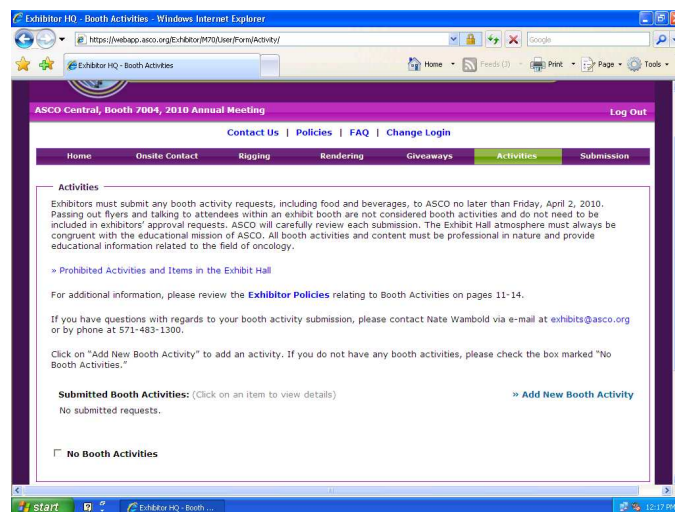 Exhibitor HQ - Booth Activities - Windows Internet Explorer
https://webapp.asco.org/Exhibitor/M70/User/Form/Activity/
Google
Exhibitor HQ - Booth Activities
Home
Feeds (J)
Print
Page
Tools
ASCO Central, Booth 7004, 2010 Annual Meeting
Log Out
Contact Us | Policies | FAQ | Change Login
Home
Onsite Contact
Rigging
Rendering
Giveaways
Activities
Submission
Activities
Exhibitors must submit any booth activity requests, including food and beverages, to ASCO no later than Friday, April 2, 2010.
Passing out flyers and talking to attendees within an exhibit booth are not considered booth activities and do not need to be
included in exhibitors' approval requests. ASCO will carefully review each submission. The Exhibit Hall atmosphere must always be
congruent with the educational mission of ASCO. All booth activities and content must be professional in nature and provide
educational information related to the field of oncology.
» Prohibited Activities and Items in the Exhibit Hall
For additional information, please review the Exhibitor Policies relating to Booth Activities on pages 11-14.
If you have questions with regards to your booth activity submission, please contact Nate Wambold via e-mail at exhibits@asco.org
or by phone at 571-483-1300.
Click on "Add New Booth Activity" to add an activity. If you do not have any booth activities, please check the box marked "No
Booth Activities."
Submitted Booth Activities: (Click on an item to view details)
» Add New Booth Activity
No submitted requests.
No Booth Activities
start
Exhibitor HQ - Booth ...
12:17 PM